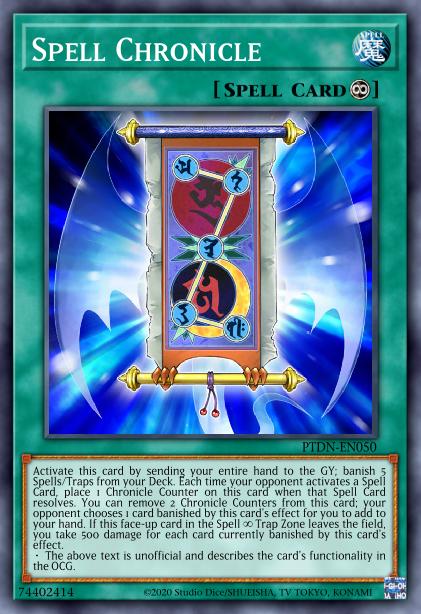 SPELL CHRONICLE
SPELL
魔
[SPELL CARD∞]
PTDN-EN050
Activate this card by sending your entire hand to the GY; banish 5
Spells/Traps from your Deck. Each time your opponent activates a Spell
Card, place 1 Chronicle Counter on this card when that Spell Card
resolves. You can remove 2 Chronicle Counters from this card; your
opponent choses 1 card banished by this card's effect for you to add to
your hand. If this face-up card in the Spell ∞ Trap Zone leaves the field,
you take 500 damage for each card currently banished by this card's
effect.
· The above text is unofficial and describes the card's functionality in
the OCG.
74402414
©2020 Studio Dice/SHUEISHA, TV TOKYO, KONAMI